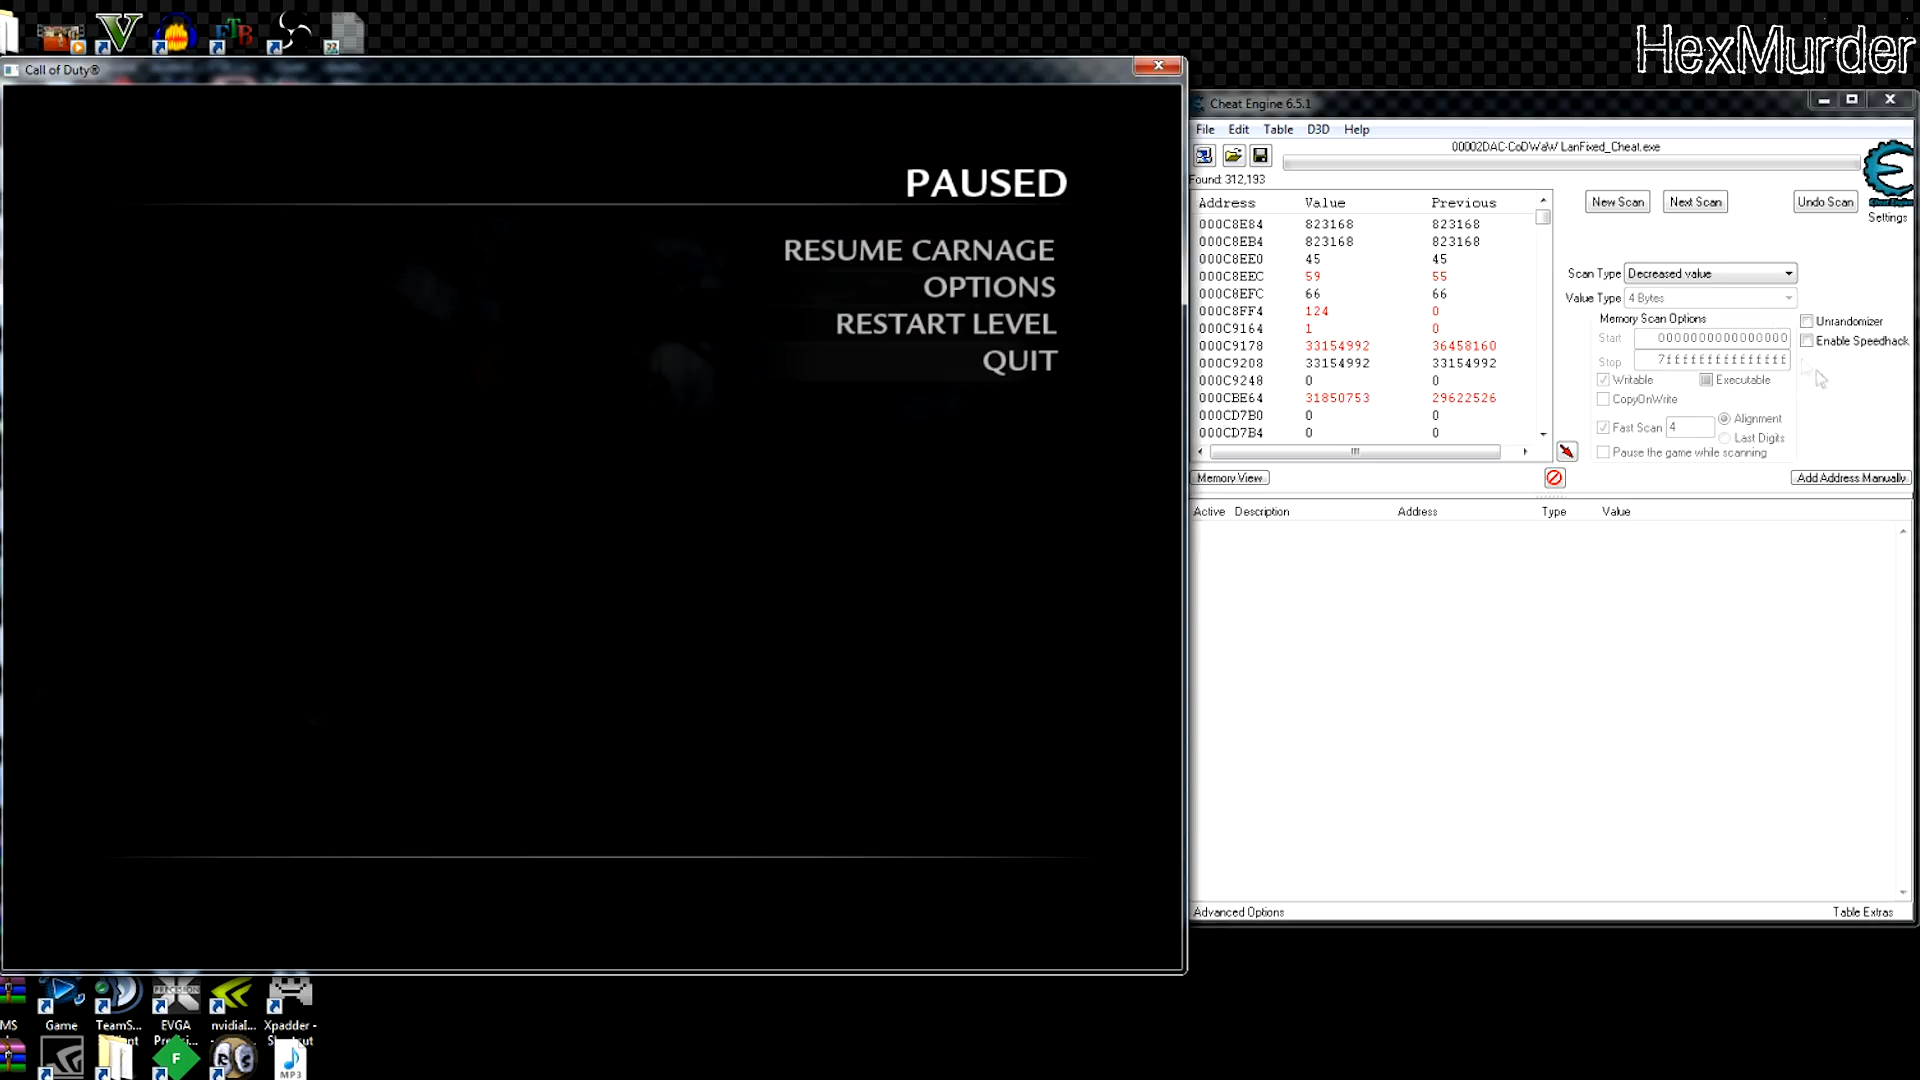 HexMurder
Call of Duty®
PAUSED
RESUME CARNAGE
OPTIONS
RESTART LEVEL
QUIT
Cheat Engine 6.5.1
File Edit Table D3D Help
00002DAC-CoDWaW LanFixed_Cheat.exe
Found: 312,193
Address Value Previous
000C8E84 823168 823168
000C8EB4 823168 823168
000C8EE0 45 45
000C8EEC 59 55
000C8EFC 66 66
000C8FF4 124 0
000C9164 1 0
000C9178 33154992 36458160
000C9208 33154992 33154992
000C9248 0 0
000CBE64 31850753 29622526
000CD7B0 0 0
000CD7B4 0 0
New Scan Next Scan Undo Scan
Settings
Scan Type Decreased value
Value Type 4 Bytes
Memory Scan Options
Start 0000000000000000
Stop 7fffffffffffffff
Writable Executable
CopyOnWrite
Fast Scan 4 Alignment
Last Digits
Pause the game while scanning
Unrandomizer
Enable Speedhack
Memory View Add Address Manually
Active Description Address Type Value
Advanced Options Table Extras
MS Game TeamS... EVGA nvidiaI... Xpadder -
MP3